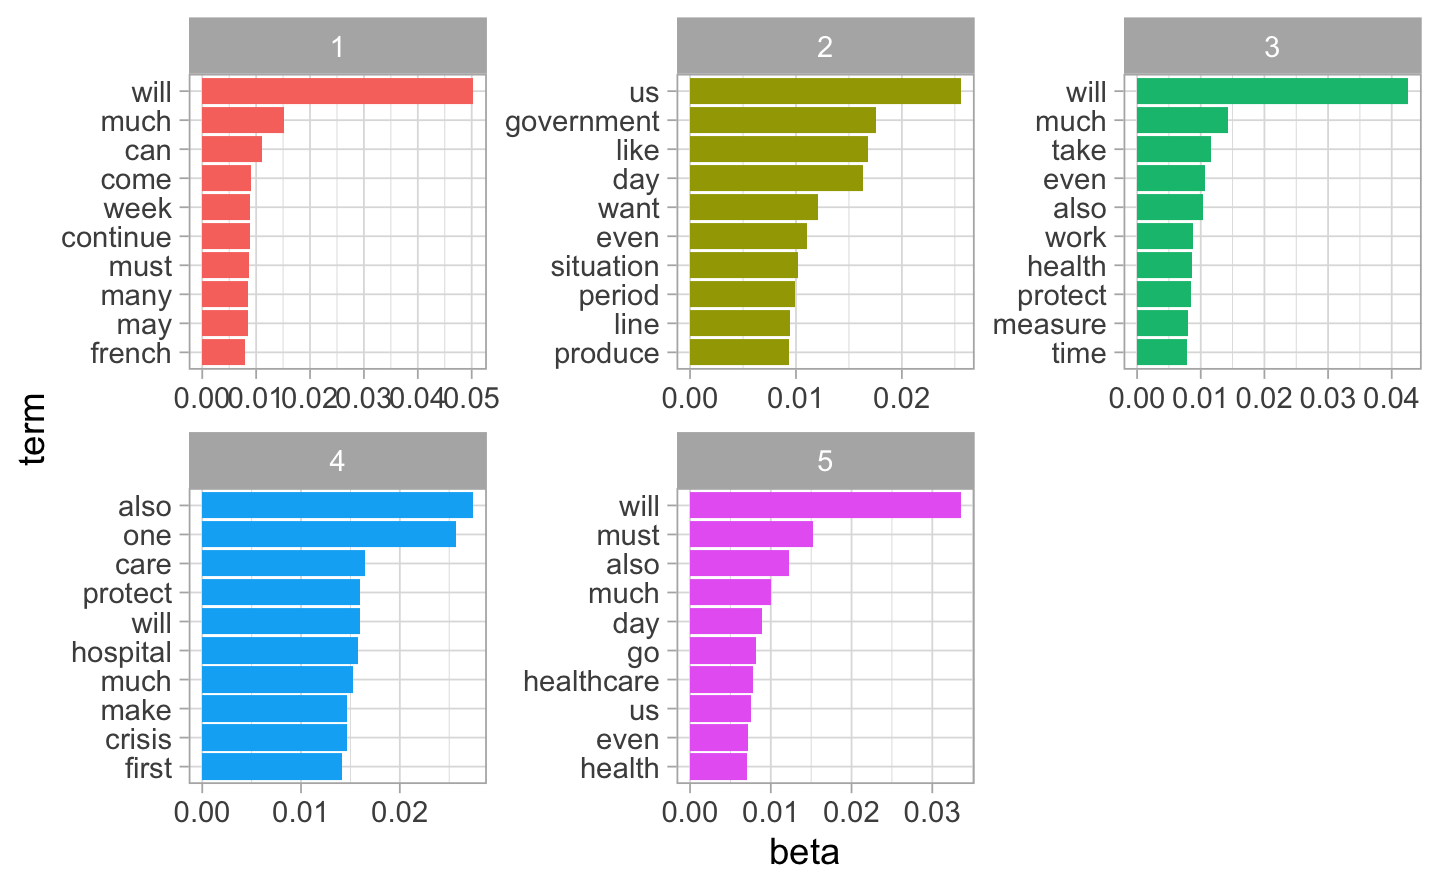 1
will
much
can
come
week
continue
must
many
may
french
0.00 0.01 0.02 0.03 0.04 0.05
2
us
government
like
day
want
even
situation
period
line
produce
0.00 0.01 0.02
3
will
much
take
even
also
work
health
protect
measure
time
0.00 0.01 0.02 0.03 0.04
term
4
also
one
care
protect
will
hospital
much
make
crisis
first
0.00 0.01 0.02
5
will
must
also
much
day
go
healthcare
us
even
health
0.00 0.01 0.02 0.03
beta